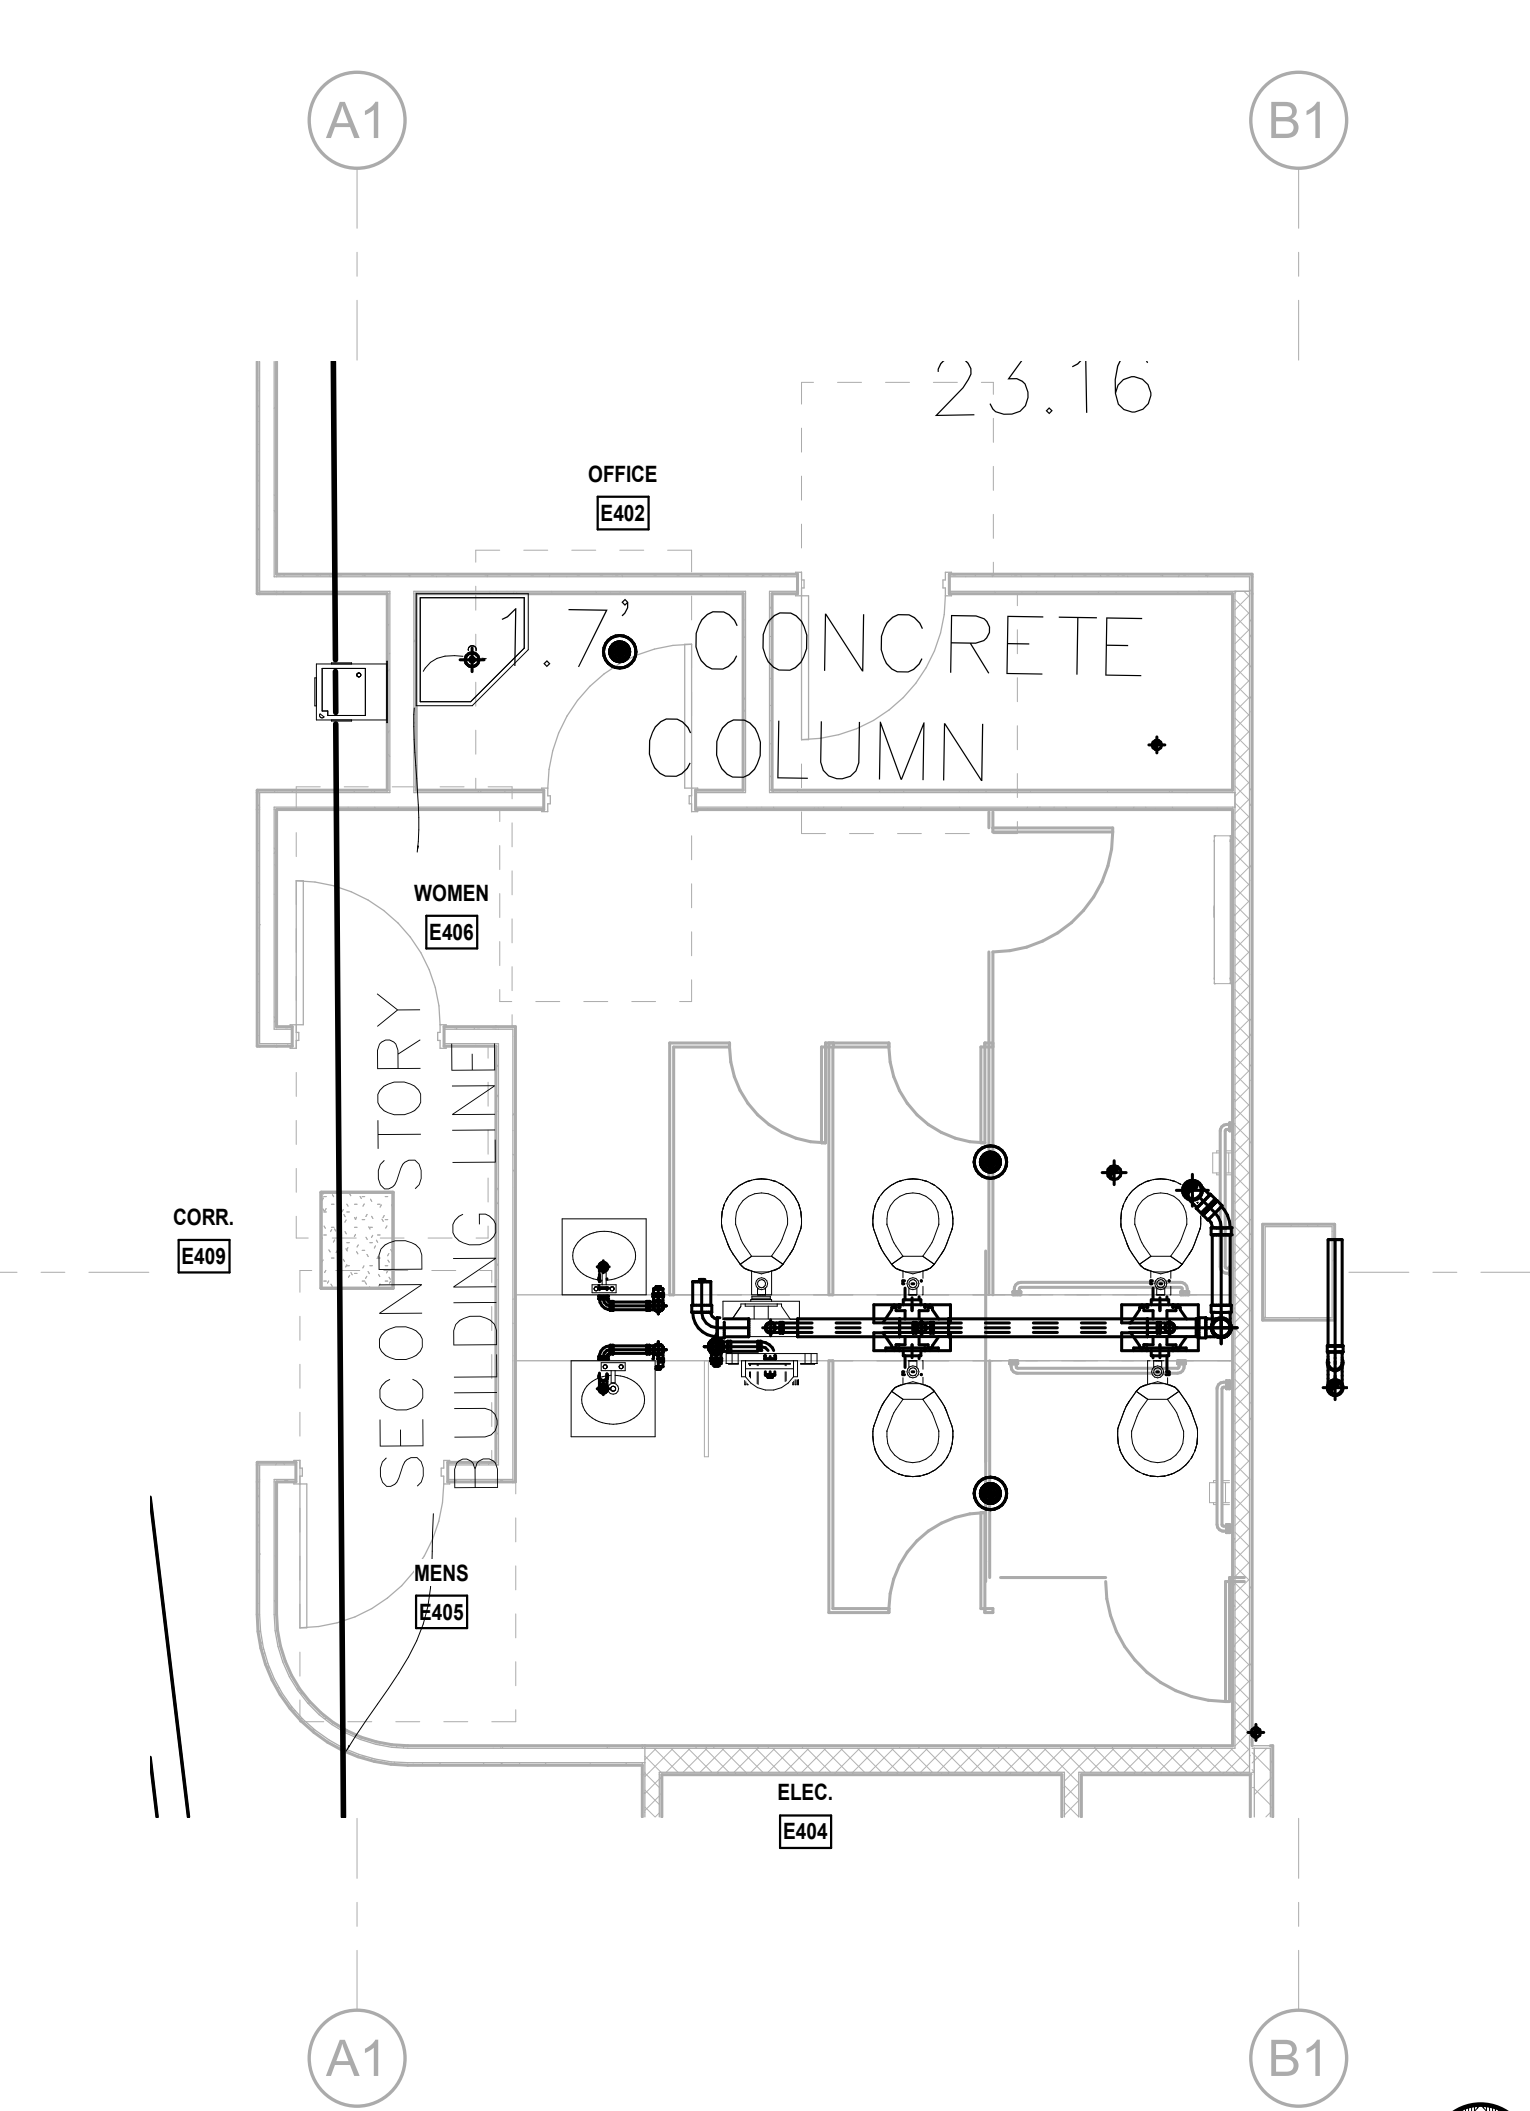 A1 B1
23.16
OFFICE
E402
1.7' CONCRETE
COLUMN
WOMEN
E406
SECOND STORY
BUILDING LINE
CORR.
E409
MENS
E405
ELEC.
E404
A1 B1